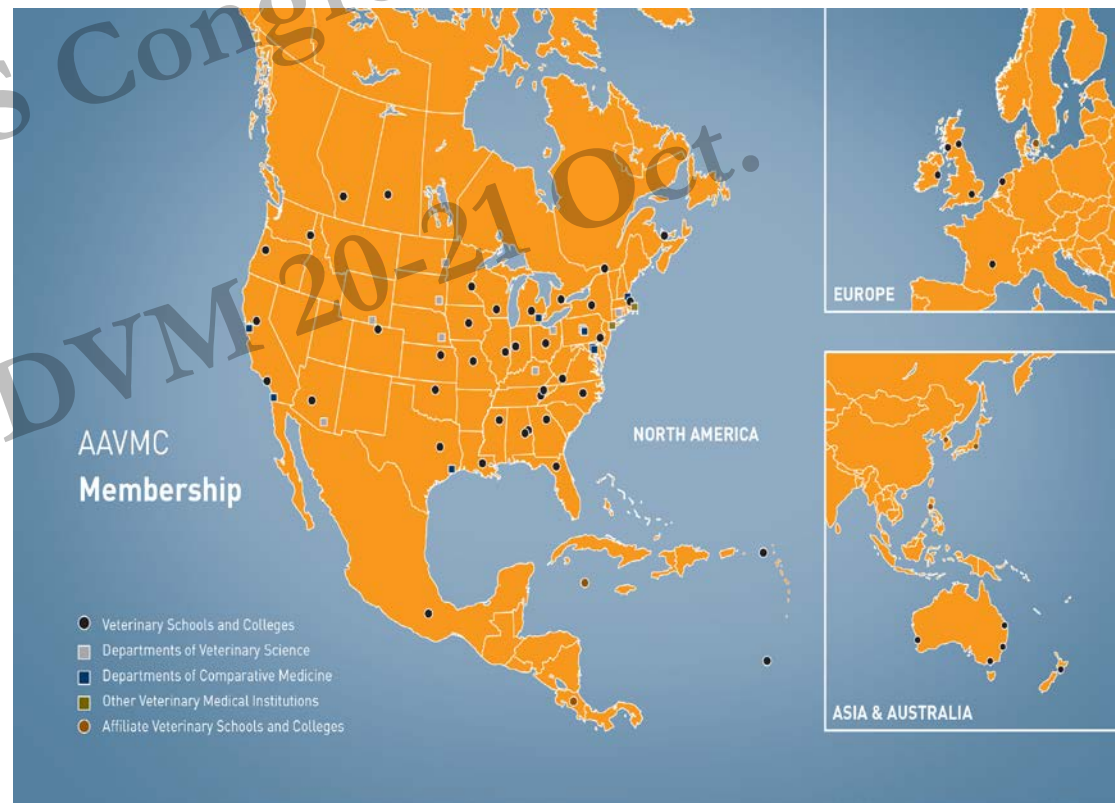 S Congr
DVM 20-21 Oct.
EUROPE
NORTH AMERICA
AAVMC
Membership
Veterinary Schools and Colleges
Departments of Veterinary Science
Departments of Comparative Medicine
Other Veterinary Medical Institutions
Affiliate Veterinary Schools and Colleges
ASIA & AUSTRALIA